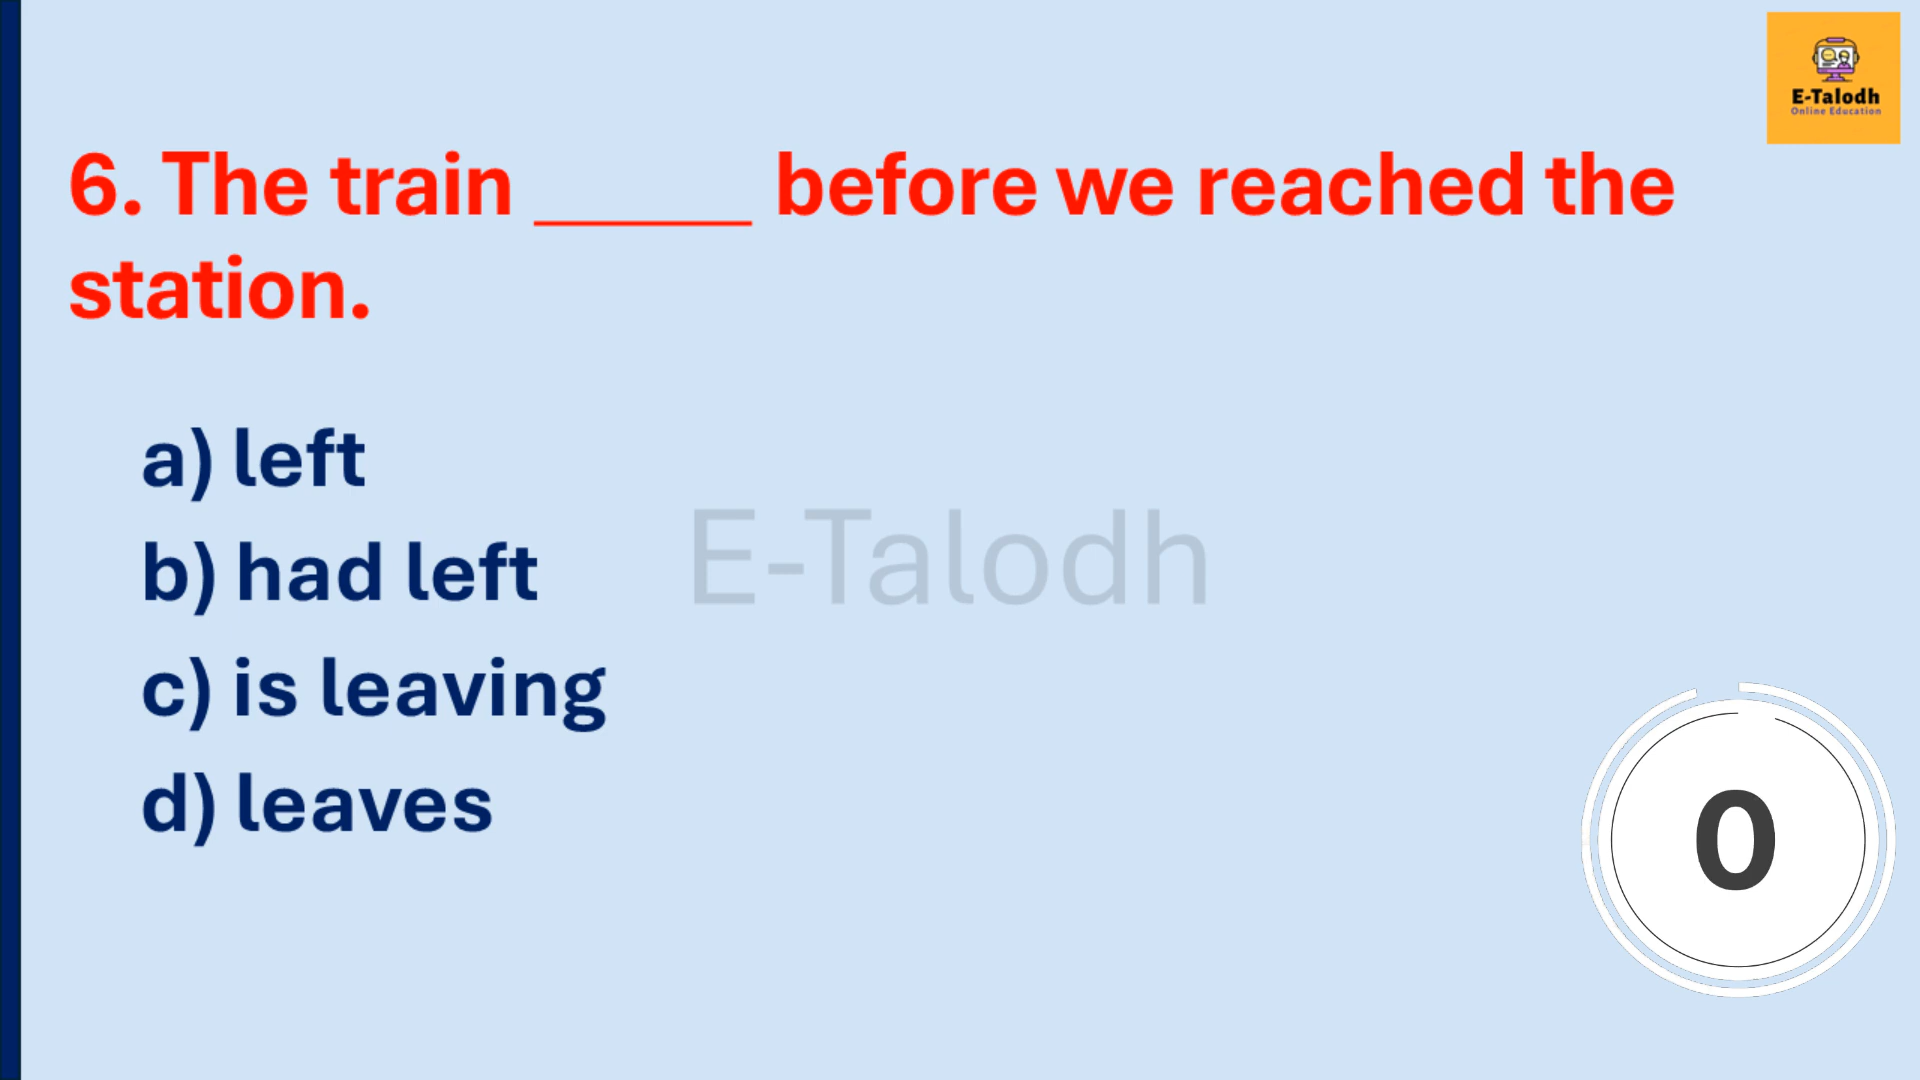 E-Talodh
Online Education
6. The train _____ before we reached the
station.
a) left
b) had left
E-Talodh
c) is leaving
d) leaves
0